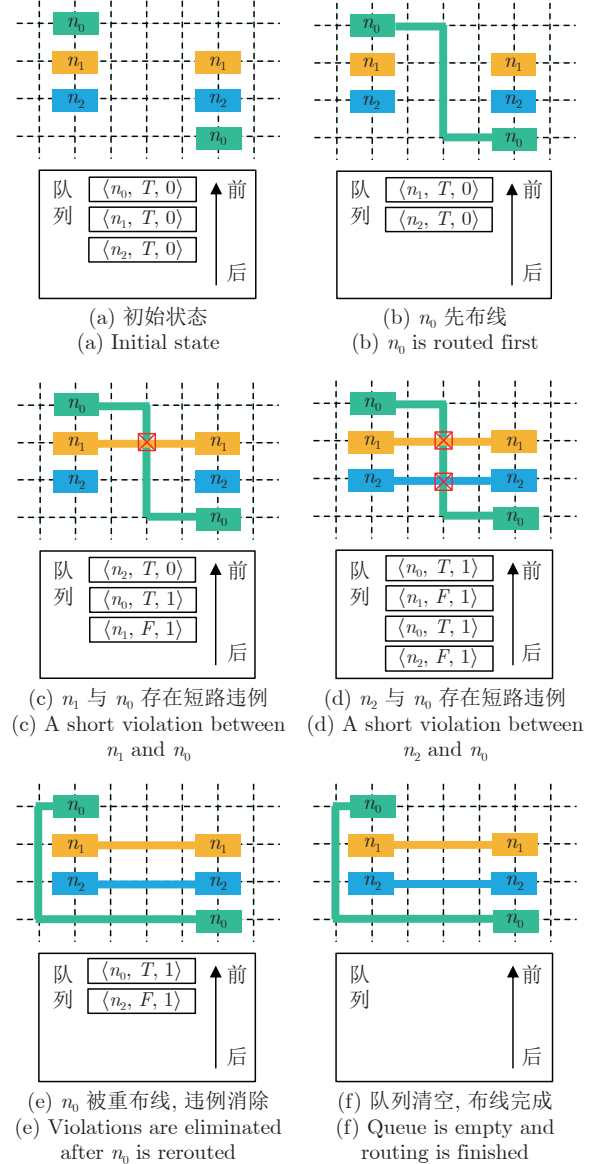 n₀
n₁ n₁
n₂ n₂
n₀
队列
⟨n₀, T, 0⟩
⟨n₁, T, 0⟩
⟨n₂, T, 0⟩
前
后
(a) 初始状态
(a) Initial state
n₀
n₁ n₁
n₂ n₂
n₀
队列
⟨n₁, T, 0⟩
⟨n₂, T, 0⟩
前
后
(b) n₀ 先布线
(b) n₀ is routed first
n₀
n₁ n₁
n₂ n₂
n₀
队列
⟨n₂, T, 0⟩
⟨n₀, T, 1⟩
⟨n₁, F, 1⟩
前
后
(c) n₁ 与 n₀ 存在短路违例
(c) A short violation between
n₁ and n₀
n₀
n₁ n₁
n₂ n₂
n₀
队列
⟨n₀, T, 1⟩
⟨n₁, F, 1⟩
⟨n₀, T, 1⟩
⟨n₂, F, 1⟩
前
后
(d) n₂ 与 n₀ 存在短路违例
(d) A short violation between
n₂ and n₀
n₀
n₁ n₁
n₂ n₂
n₀
队列
⟨n₀, T, 1⟩
⟨n₂, F, 1⟩
前
后
(e) n₀ 被重布线, 违例消除
(e) Violations are eliminated
after n₀ is rerouted
n₀
n₁ n₁
n₂ n₂
n₀
队列
前
后
(f) 队列清空, 布线完成
(f) Queue is empty and
routing is finished